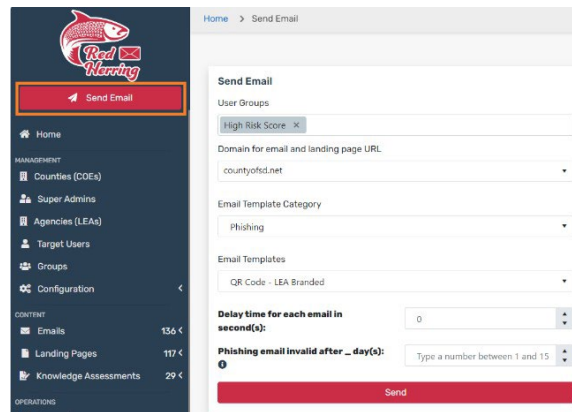 Red
Herring
Send Email
Home
MANAGEMENT
Counties (COEs)
Super Admins
Agencies (LEAs)
Target Users
Groups
Configuration
CONTENT
Emails 136
Landing Pages 117
Knowledge Assessments 29
OPERATIONS
Home > Send Email
Send Email
User Groups
High Risk Score ×
Domain for email and landing page URL
countyofsd.net
Email Template Category
Phishing
Email Templates
QR Code - LEA Branded
Delay time for each email in
second(s):
0
Phishing email invalid after _ day(s):
Type a number between 1 and 15
Send